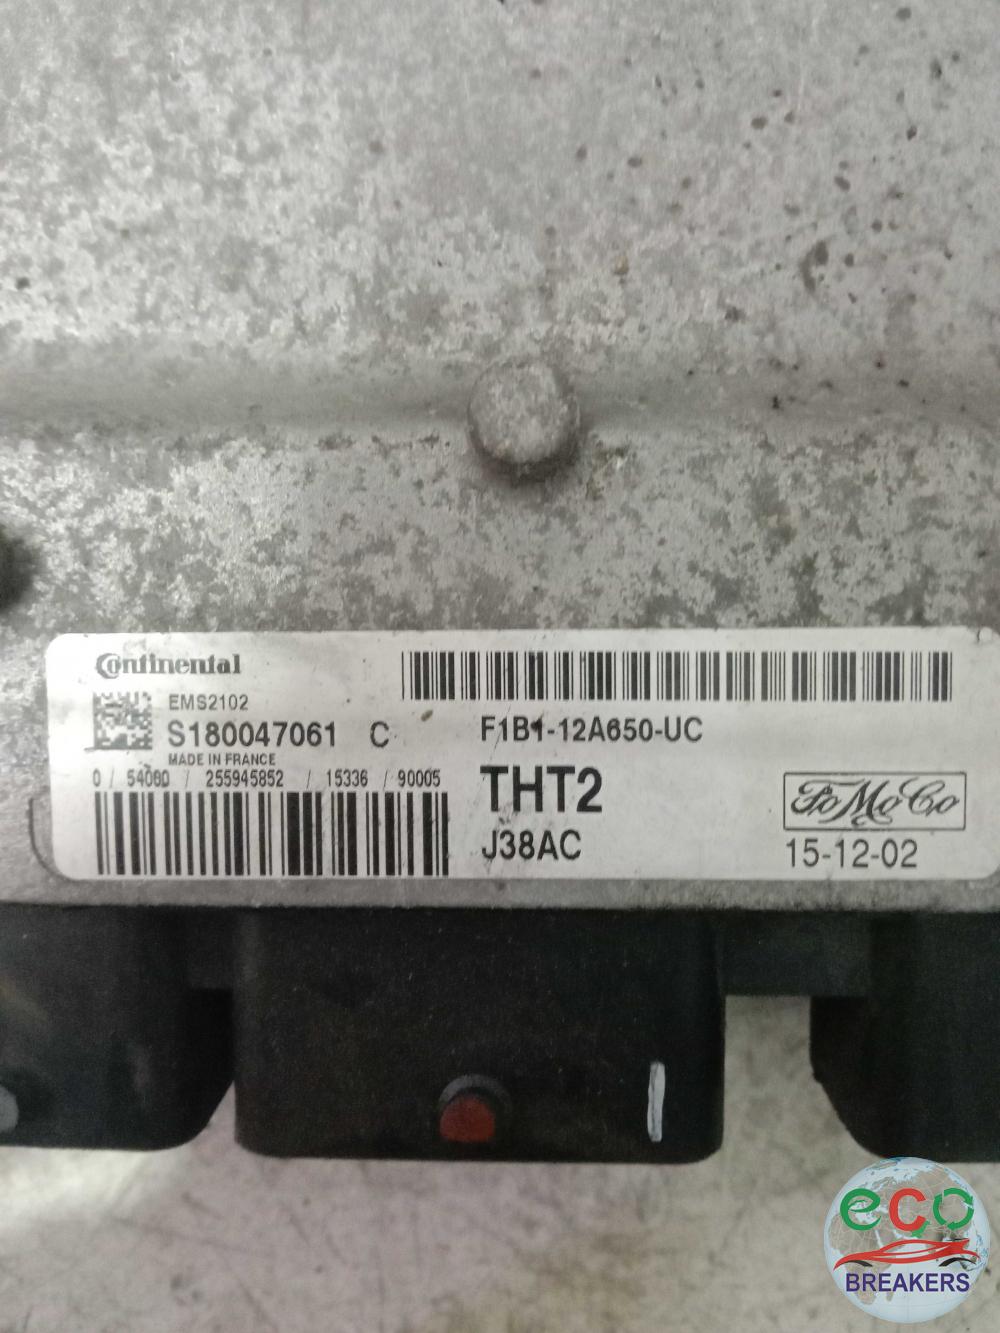 Continental
EMS2102
S180047061 C
MADE IN FRANCE
0 / 54000 / 255945852 / 15336 / 90005
F1B1-12A650-UC
THT2
J38AC
FoMoCo
15-12-02
eco
BREAKERS